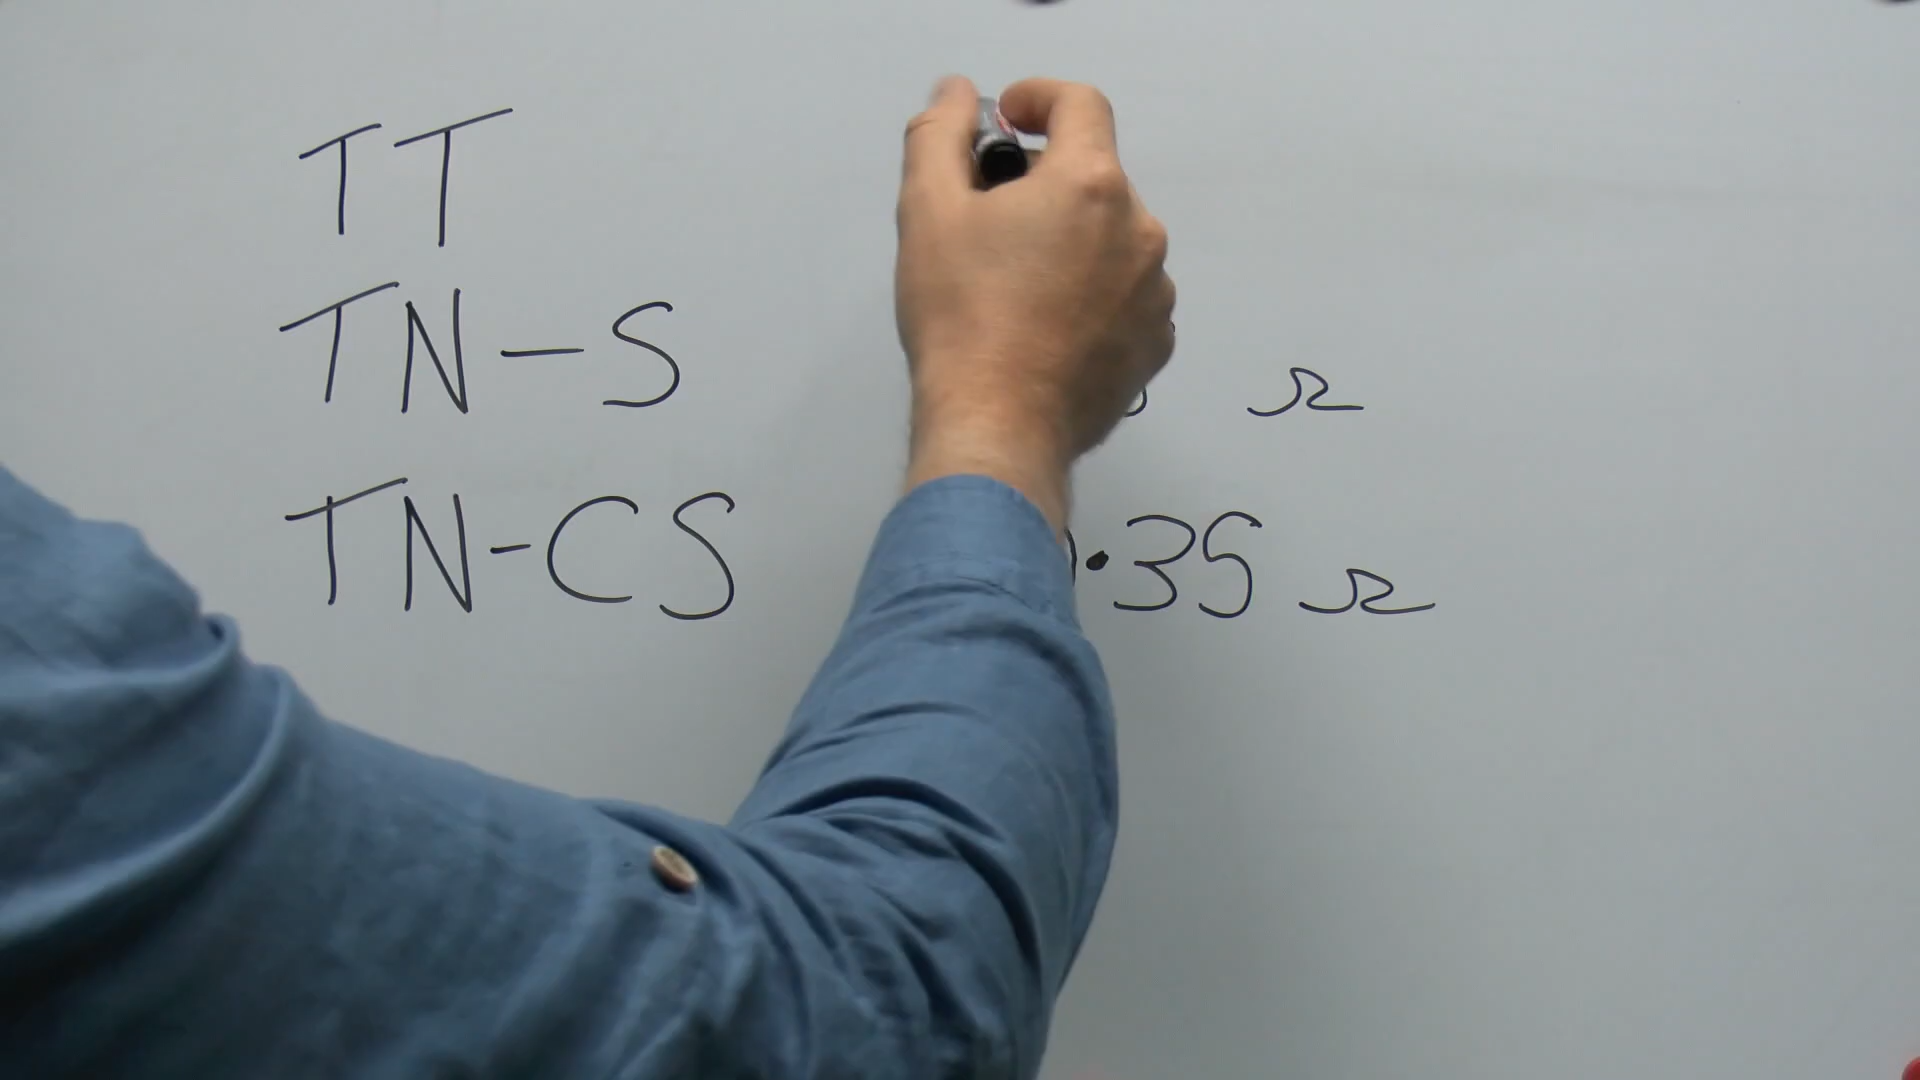 TT
TN-S Ω
TN-CS .35 Ω